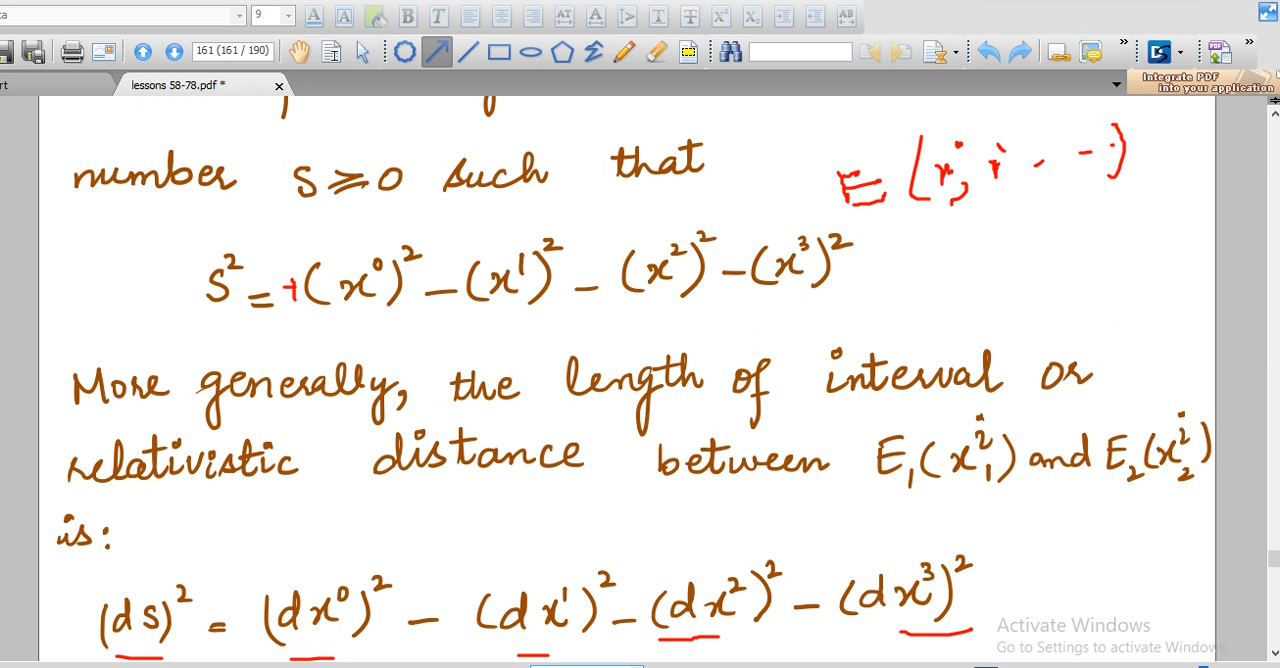 9
161 (161 / 190)
Integrate PDF
into your application
lessons 58-78.pdf *
number s ⩾ 0 such that
s² = +(x⁰)² − (x¹)² − (x²)² − (x³)²
More generally, the length of interval or
relativistic distance between E₁(xⁱ₁) and E₂(xⁱ₂)
is:
(ds)² = (dx⁰)² − (dx¹)² − (dx²)² − (dx³)²
Activate Windows
Go to Settings to activate Windows.